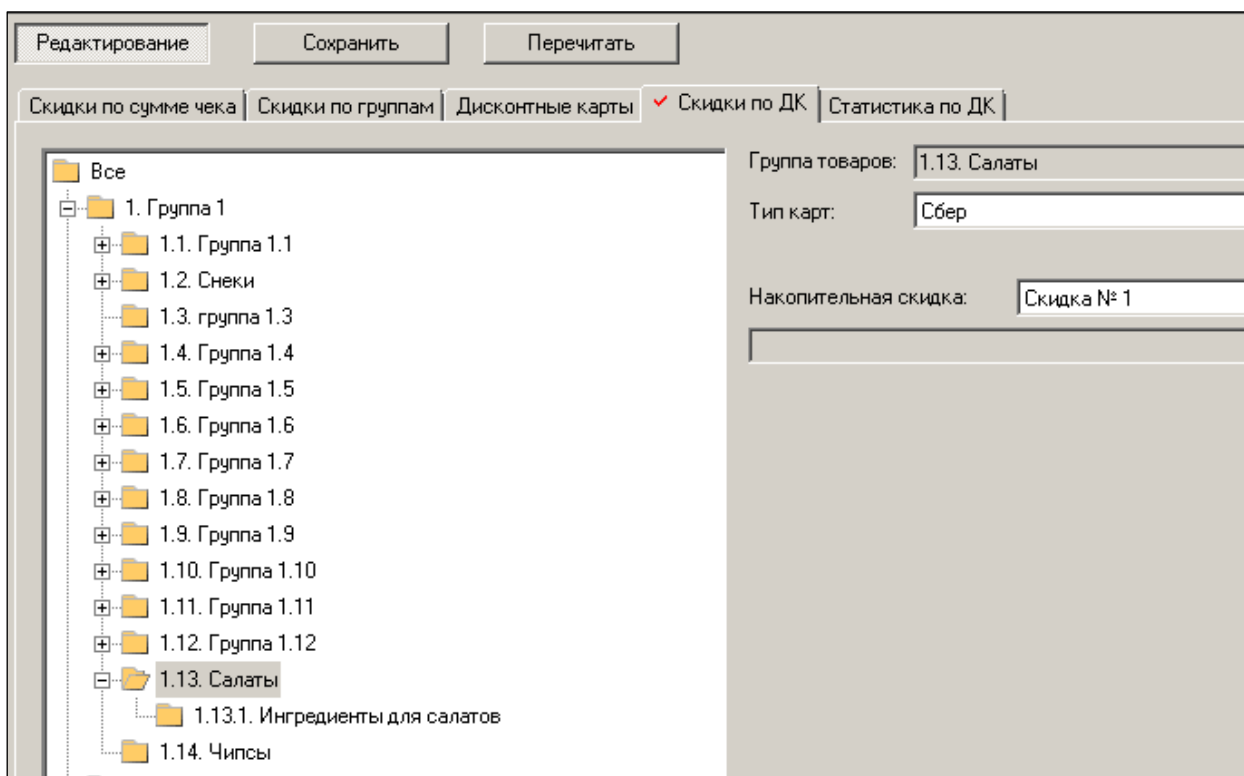 Редактирование Сохранить Перечитать
Скидки по сумме чека Скидки по группам Дисконтные карты Скидки по ДК Статистика по ДК
Все
1. Группа 1
1.1. Группа 1.1
1.2. Снеки
1.3. группа 1.3
1.4. Группа 1.4
1.5. Группа 1.5
1.6. Группа 1.6
1.7. Группа 1.7
1.8. Группа 1.8
1.9. Группа 1.9
1.10. Группа 1.10
1.11. Группа 1.11
1.12. Группа 1.12
1.13. Салаты
1.13.1. Ингредиенты для салатов
1.14. Чипсы
Группа товаров: 1.13. Салаты
Тип карт: Сбер
Накопительная скидка: Скидка № 1